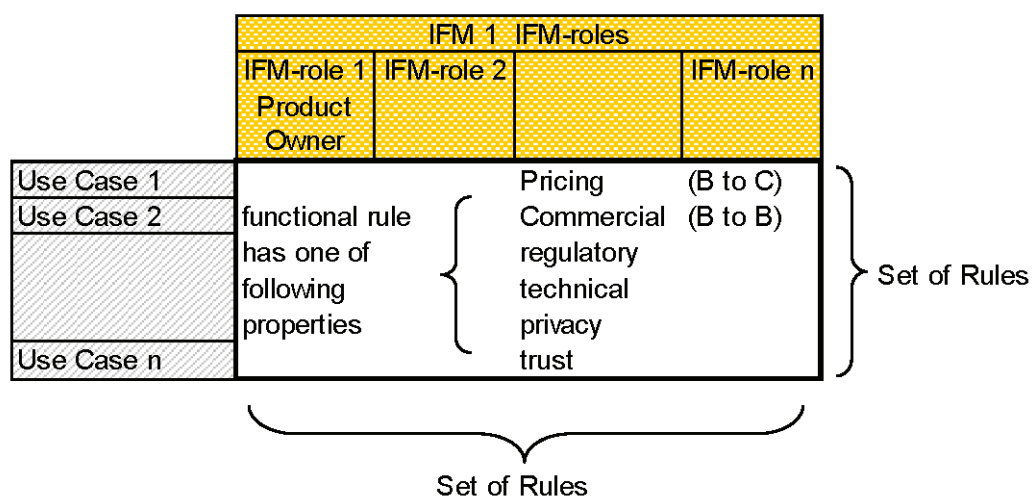 IFM 1 IFM-roles
IFM-role 1
Product
Owner
IFM-role 2
IFM-role n
Use Case 1
Use Case 2
Use Case n
functional rule
has one of
following
properties
Pricing (B to C)
Commercial (B to B)
regulatory
technical
privacy
trust
Set of Rules
Set of Rules